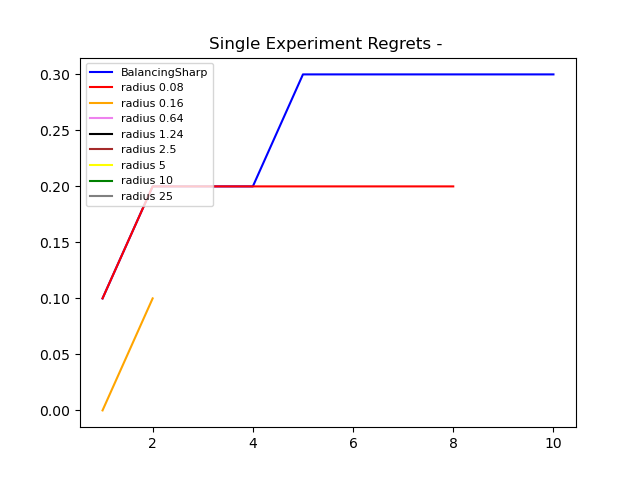 Single Experiment Regrets -
0.30
0.25
0.20
0.15
0.10
0.05
0.00
BalancingSharp
radius 0.08
radius 0.16
radius 0.64
radius 1.24
radius 2.5
radius 5
radius 10
radius 25
2 4 6 8 10